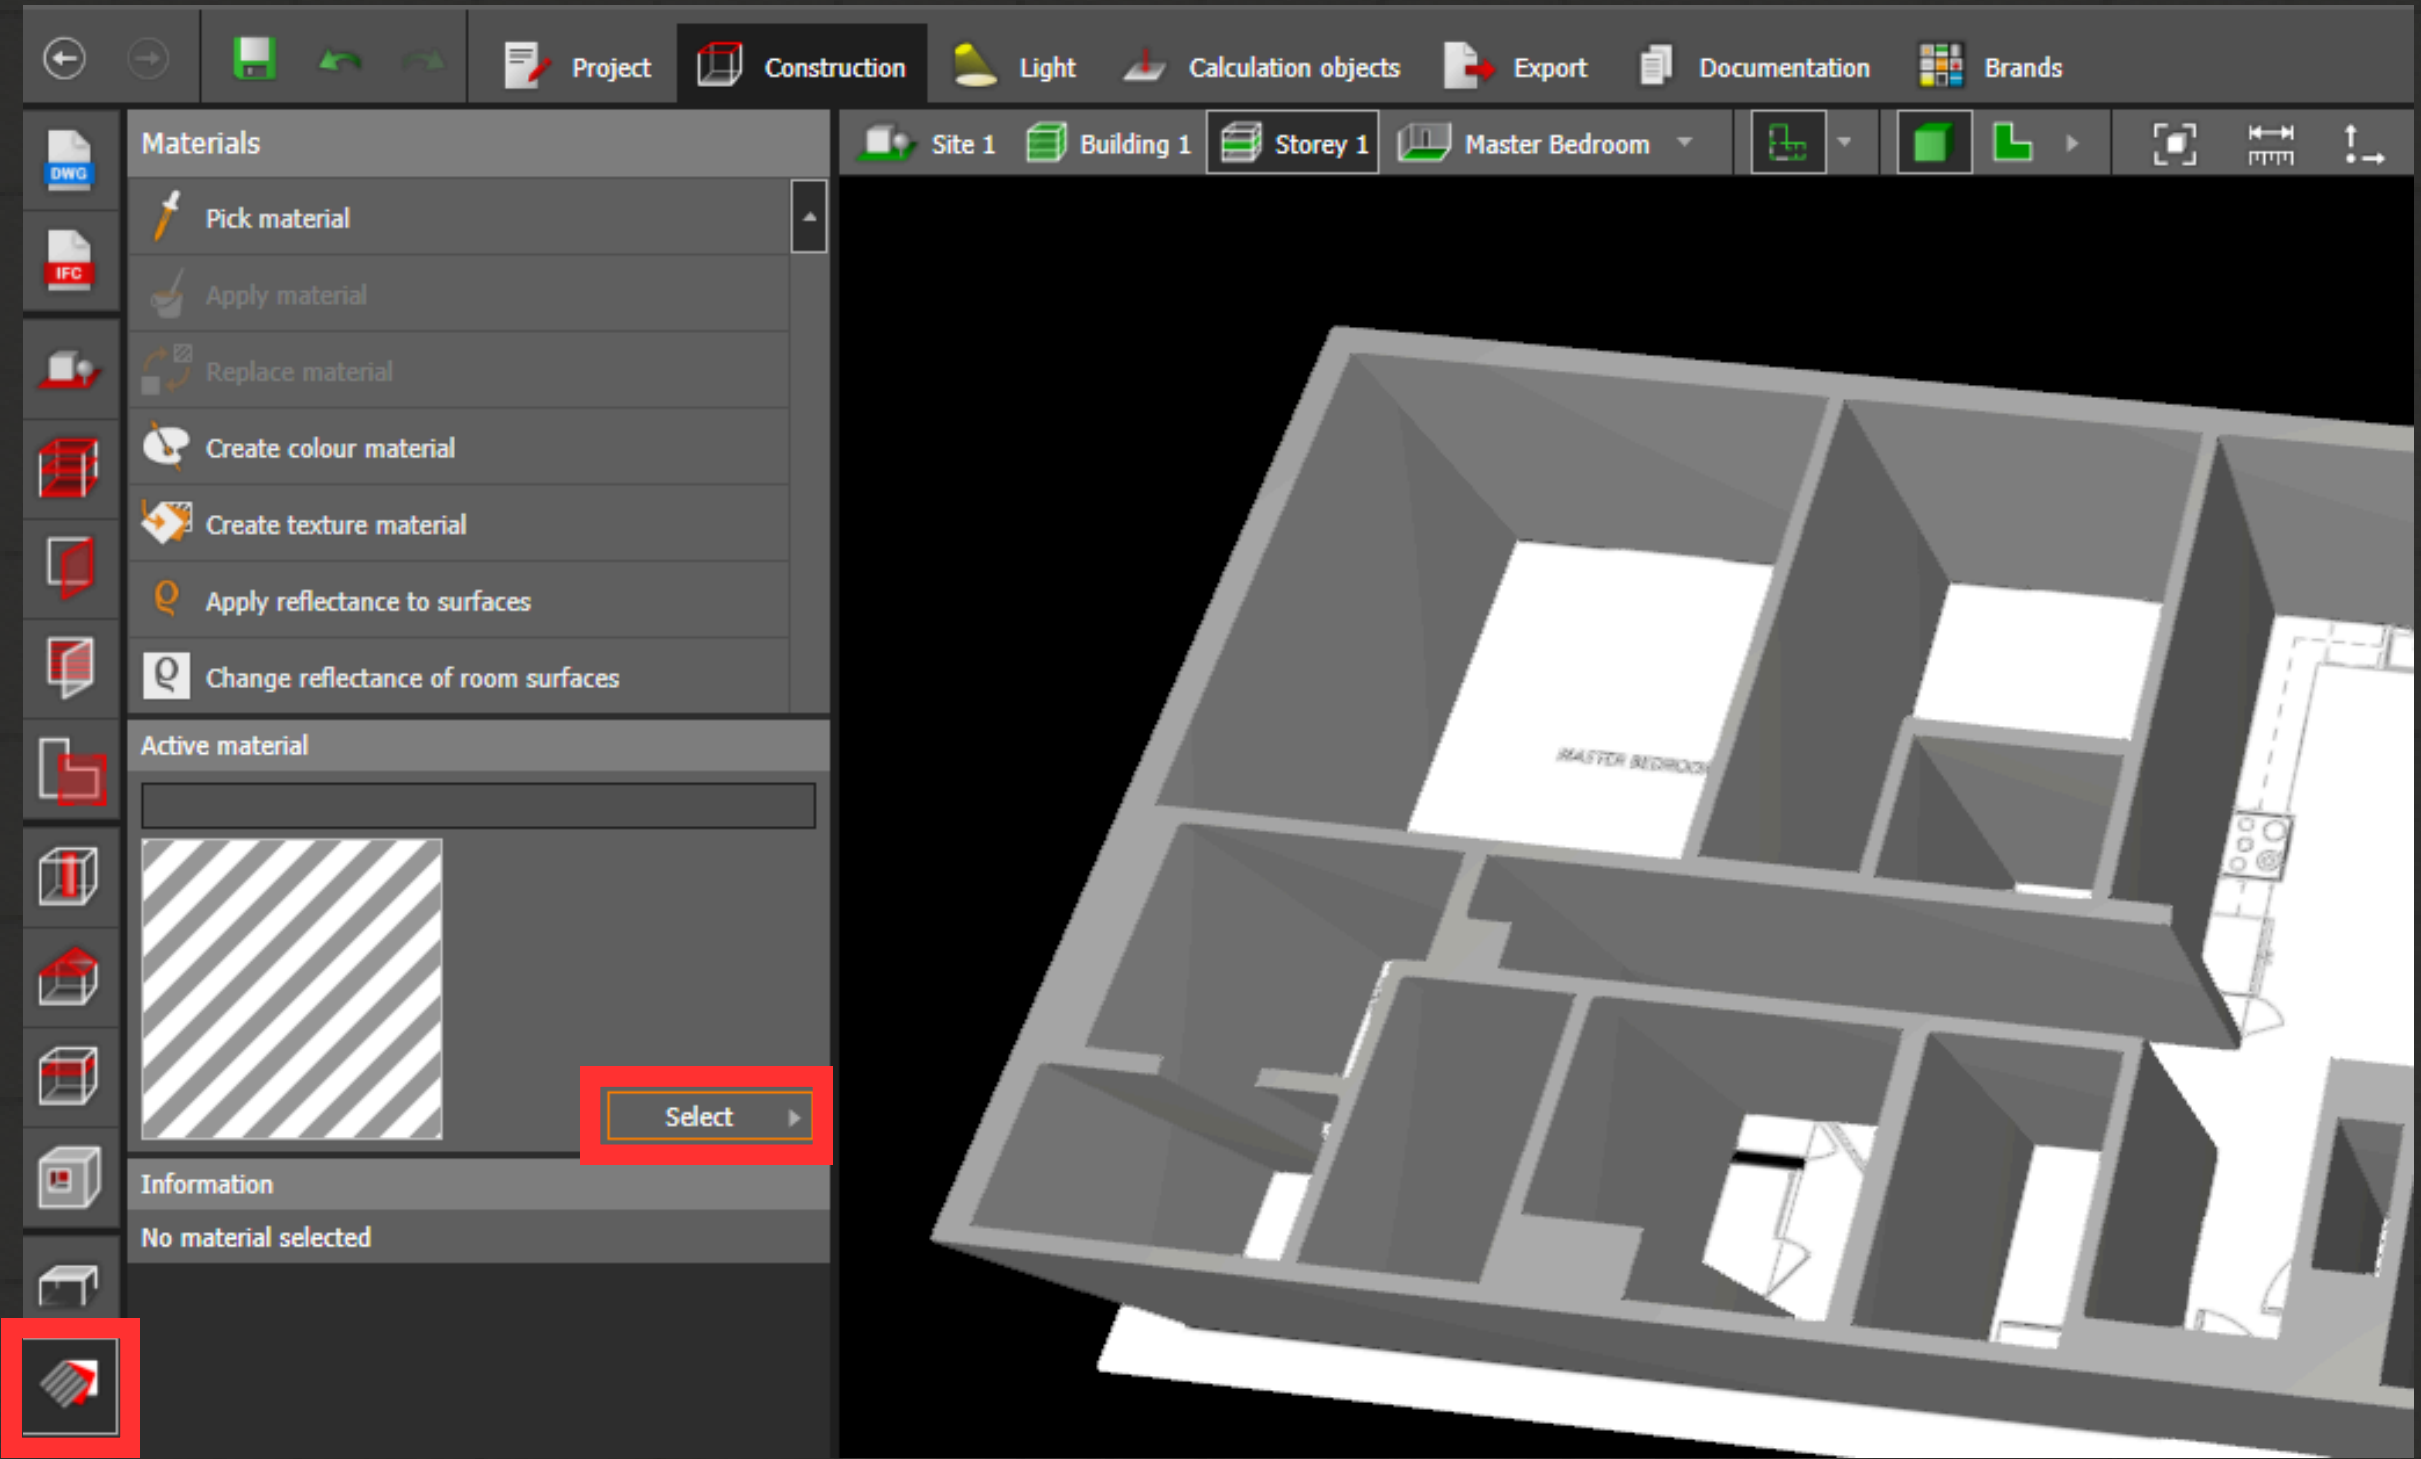 Project
Construction
Light
Calculation objects
Export
Documentation
Brands
DWG
IFC
Materials
Pick material
Apply material
Replace material
Create colour material
Create texture material
Apply reflectance to surfaces
Change reflectance of room surfaces
Active material
Select
Information
No material selected
Site 1
Building 1
Storey 1
Master Bedroom
MASTER BEDROOM